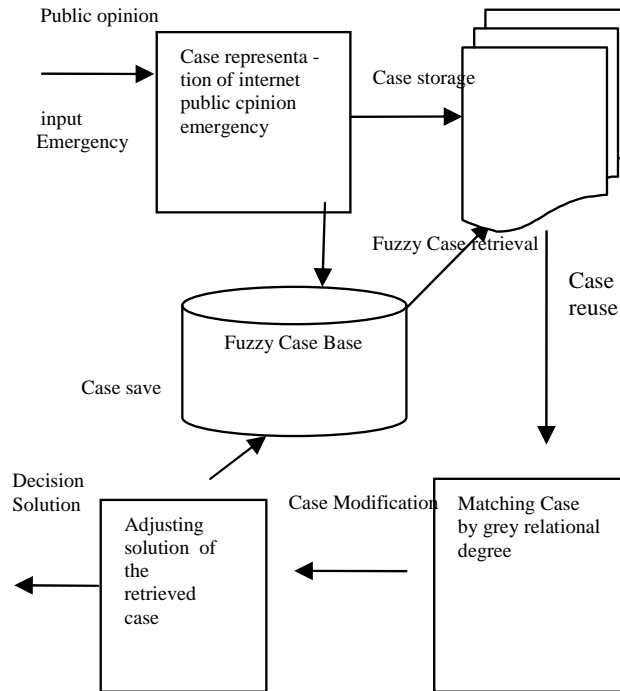 Public opinion
input
Emergency
Case representa -
tion of internet
public cpinion
emergency
Case storage
Fuzzy Case retrieval
Case
reuse
Fuzzy Case Base
Case save
Decision
Solution
Adjusting
solution of
the
retrieved
case
Case Modification
Matching Case
by grey relational
degree